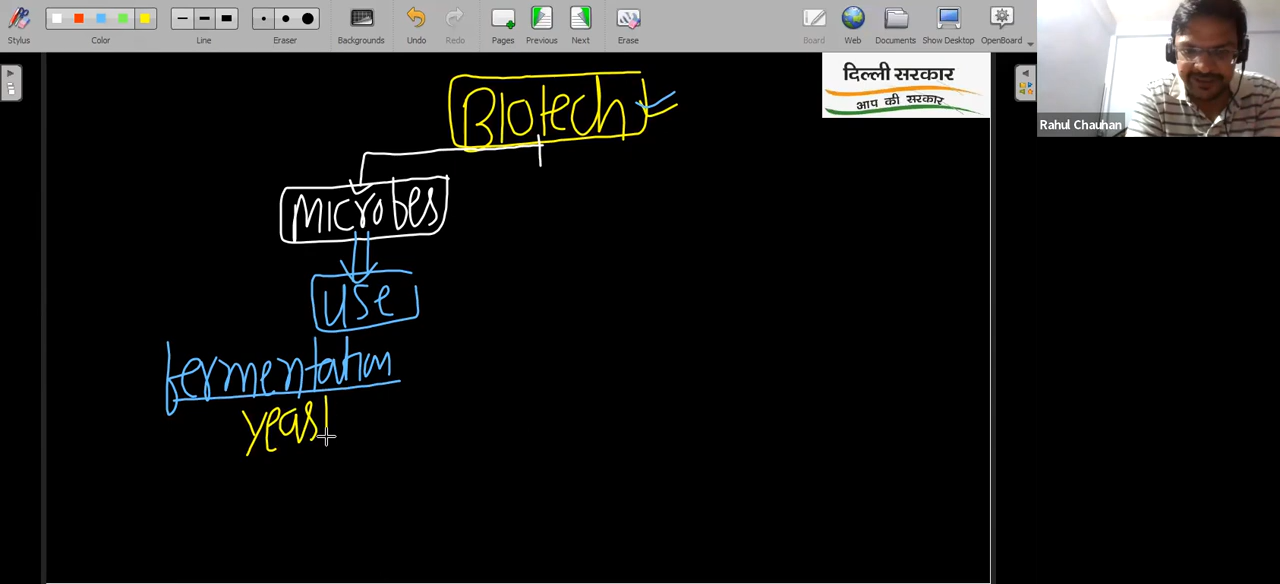 Stylus
Color
Line
Eraser
Backgrounds
Undo
Redo
Pages
Previous
Next
Erase
Board
Web
Documents
Show Desktop
OpenBoard
दिल्ली सरकार
आप की सरकार
Rahul Chauhan
Biotech
Microbes
use
fermentation
yeast